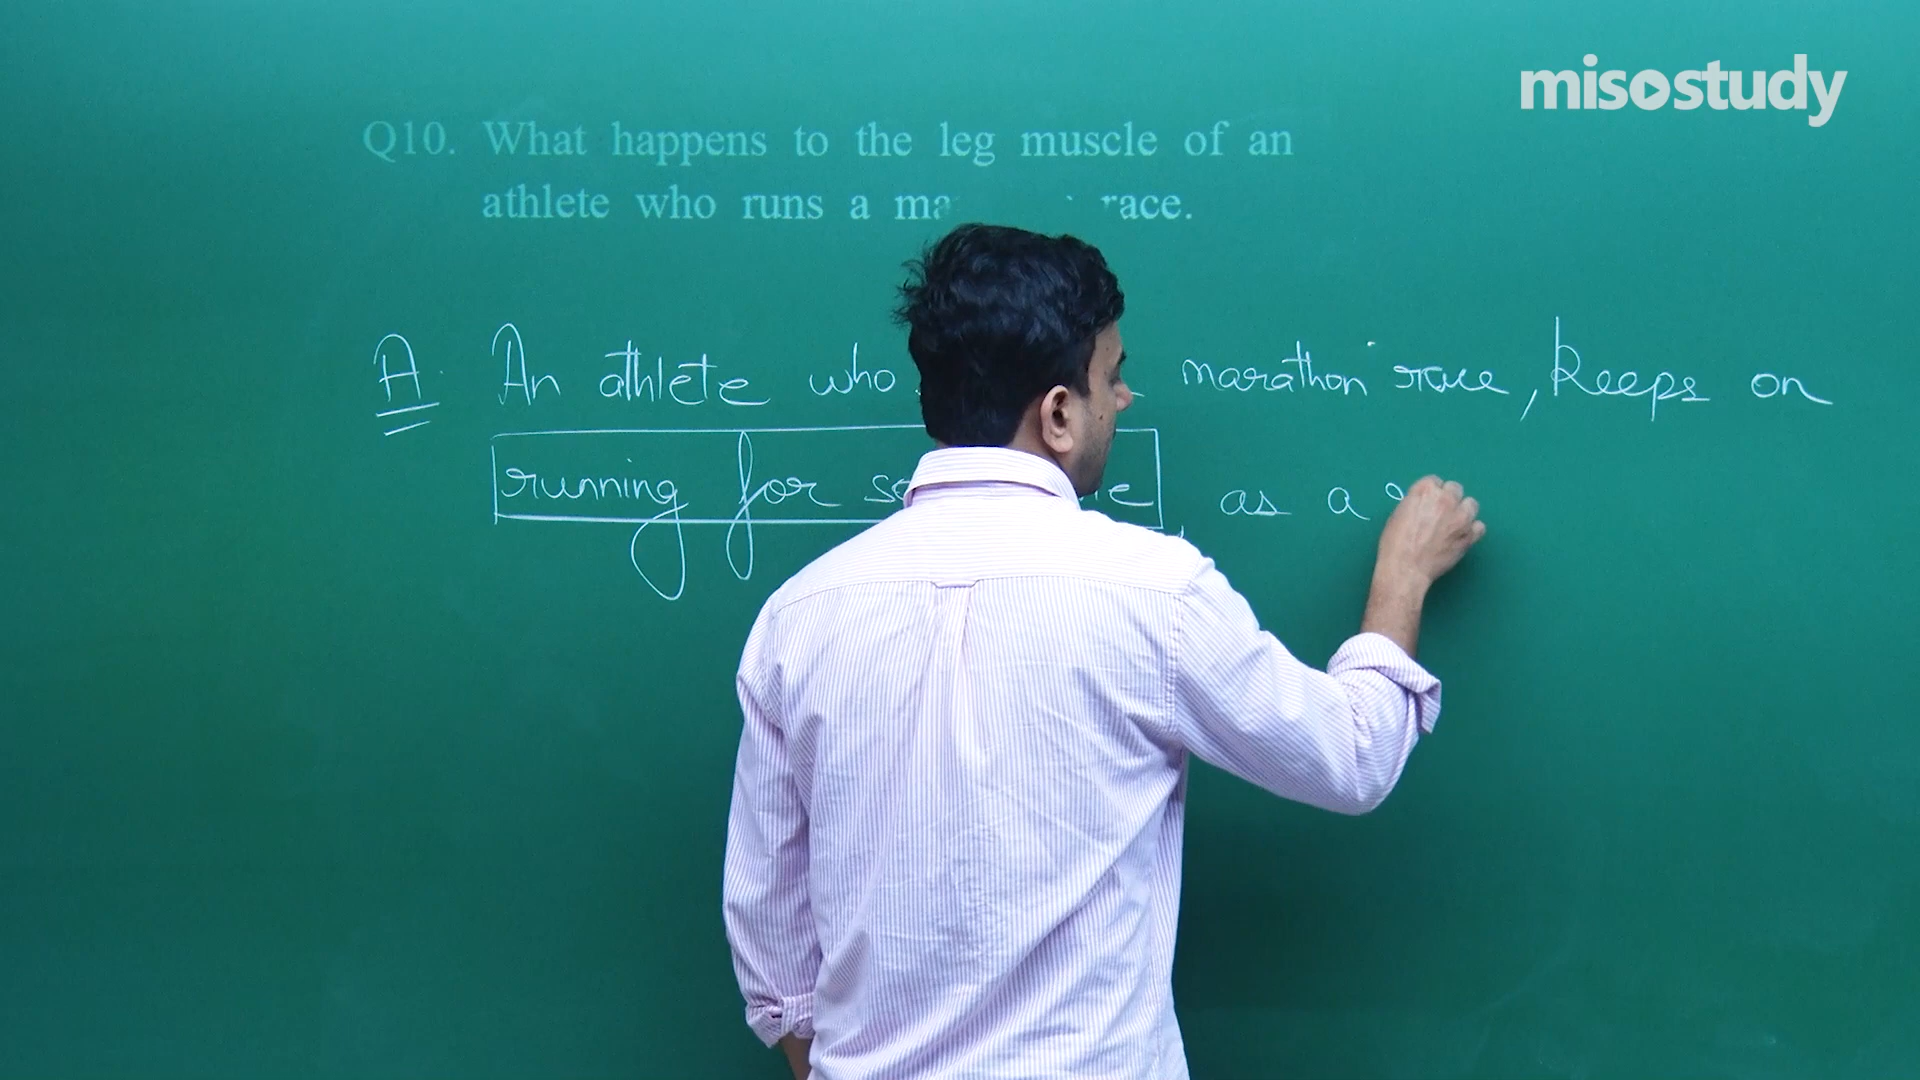 misostudy
Q10. What happens to the leg muscle of an
athlete who runs a race.
A. An athlete who marathon race, keeps on
running for as a